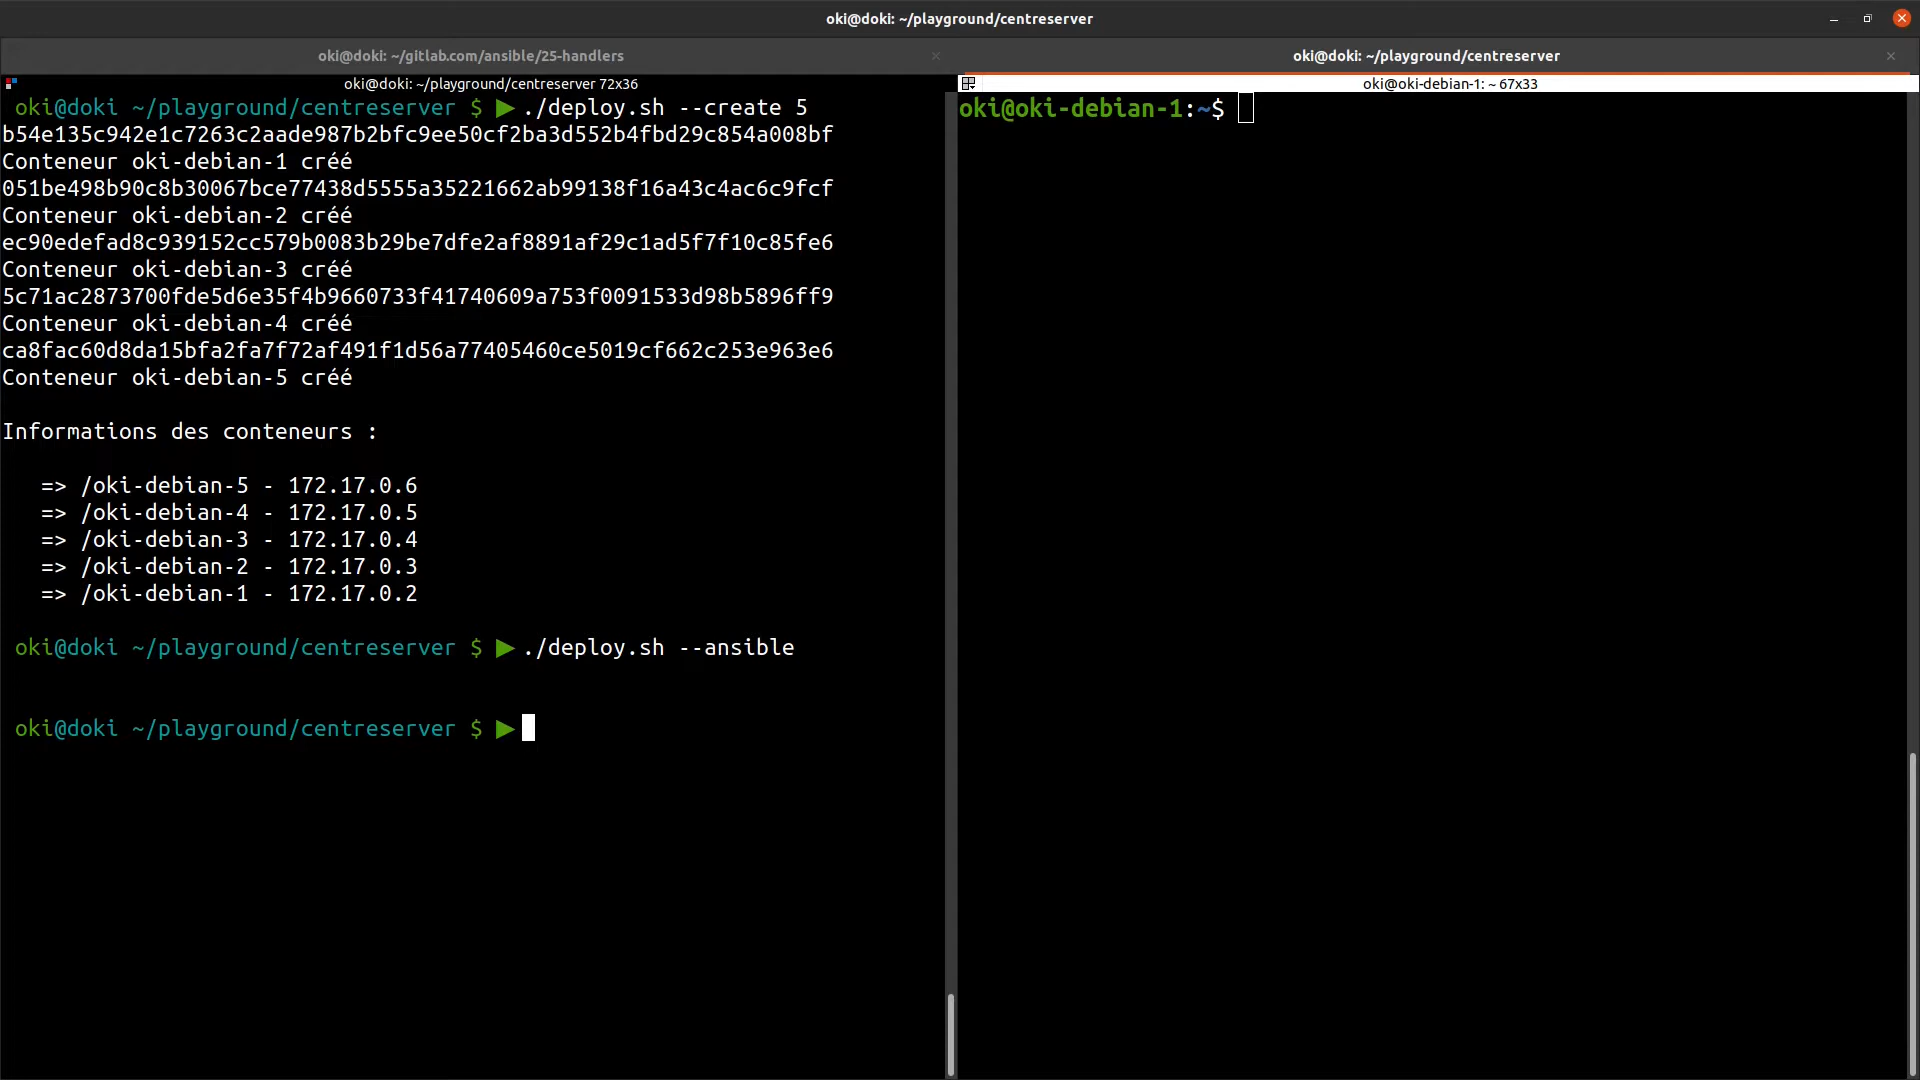 oki@doki: ~/playground/centreserver
oki@doki: ~/gitlab.com/ansible/25-handlers
oki@doki: ~/playground/centreserver
oki@doki: ~/playground/centreserver 72x36
oki@doki ~/playground/centreserver $ ▶./deploy.sh --create 5
b54e135c942e1c7263c2aade987b2bfc9ee50cf2ba3d552b4fbd29c854a008bf
Conteneur oki-debian-1 créé
051be498b90c8b30067bce77438d5555a35221662ab99138f16a43c4ac6c9fcf
Conteneur oki-debian-2 créé
ec90edefad8c939152cc579b0083b29be7dfe2af8891af29c1ad5f7f10c85fe6
Conteneur oki-debian-3 créé
5c71ac2873700fde5d6e35f4b9660733f41740609a753f0091533d98b5896ff9
Conteneur oki-debian-4 créé
ca8fac60d8da15bfa2fa7f72af491f1d56a77405460ce5019cf662c253e963e6
Conteneur oki-debian-5 créé
Informations des conteneurs :
=> /oki-debian-5 - 172.17.0.6
=> /oki-debian-4 - 172.17.0.5
=> /oki-debian-3 - 172.17.0.4
=> /oki-debian-2 - 172.17.0.3
=> /oki-debian-1 - 172.17.0.2
oki@doki ~/playground/centreserver $ ▶./deploy.sh --ansible
oki@doki ~/playground/centreserver $ ▶
oki@oki-debian-1: ~ 67x33
oki@oki-debian-1:~$